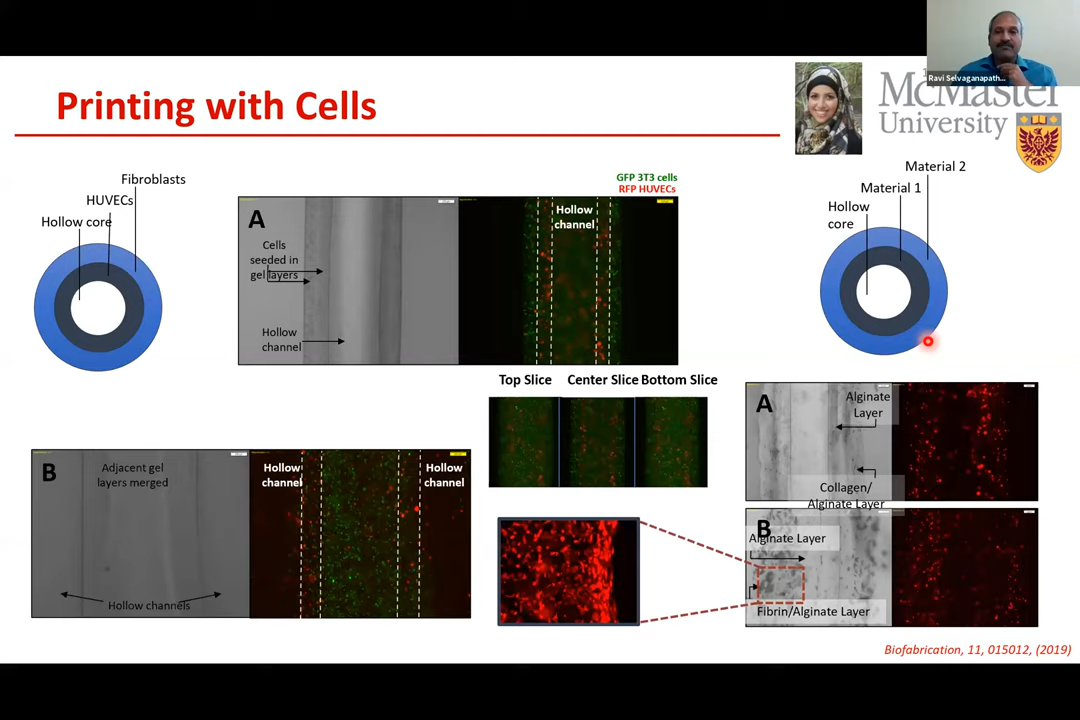 Ravi Selvaganapath...
Printing with Cells
McMaster
University
Fibroblasts
HUVECs
Hollow core
GFP 3T3 cells
RFP HUVECs
A
Cells
seeded in
gel layers
Hollow
channel
Hollow
channel
Material 2
Material 1
Hollow
core
Top Slice
Center Slice
Bottom Slice
A
Alginate
Layer
Collagen/
Alginate Layer
B
Adjacent gel
layers merged
Hollow channels
Hollow
channel
Hollow
channel
B
Alginate Layer
Fibrin/Alginate Layer
Biofabrication, 11, 015012, (2019)